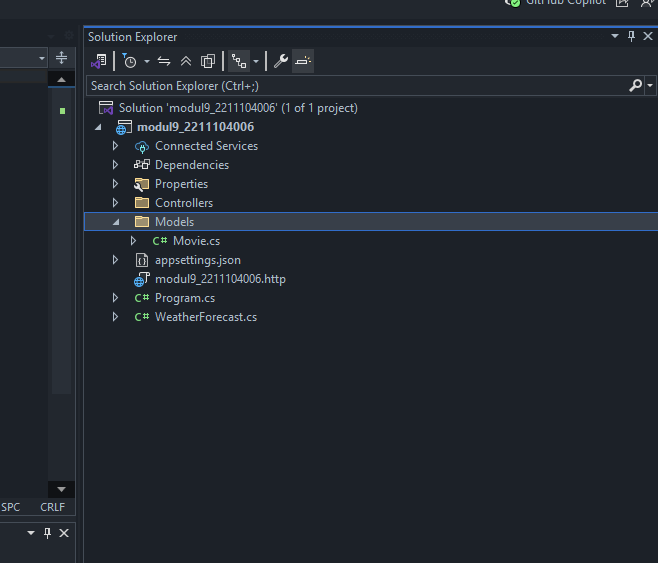 GitHub Copilot
Solution Explorer
Search Solution Explorer (Ctrl+;)
Solution 'modul9_2211104006' (1 of 1 project)
modul9_2211104006
Connected Services
Dependencies
Properties
Controllers
Models
C# Movie.cs
appsettings.json
modul9_2211104006.http
C# Program.cs
C# WeatherForecast.cs
SPC CRLF